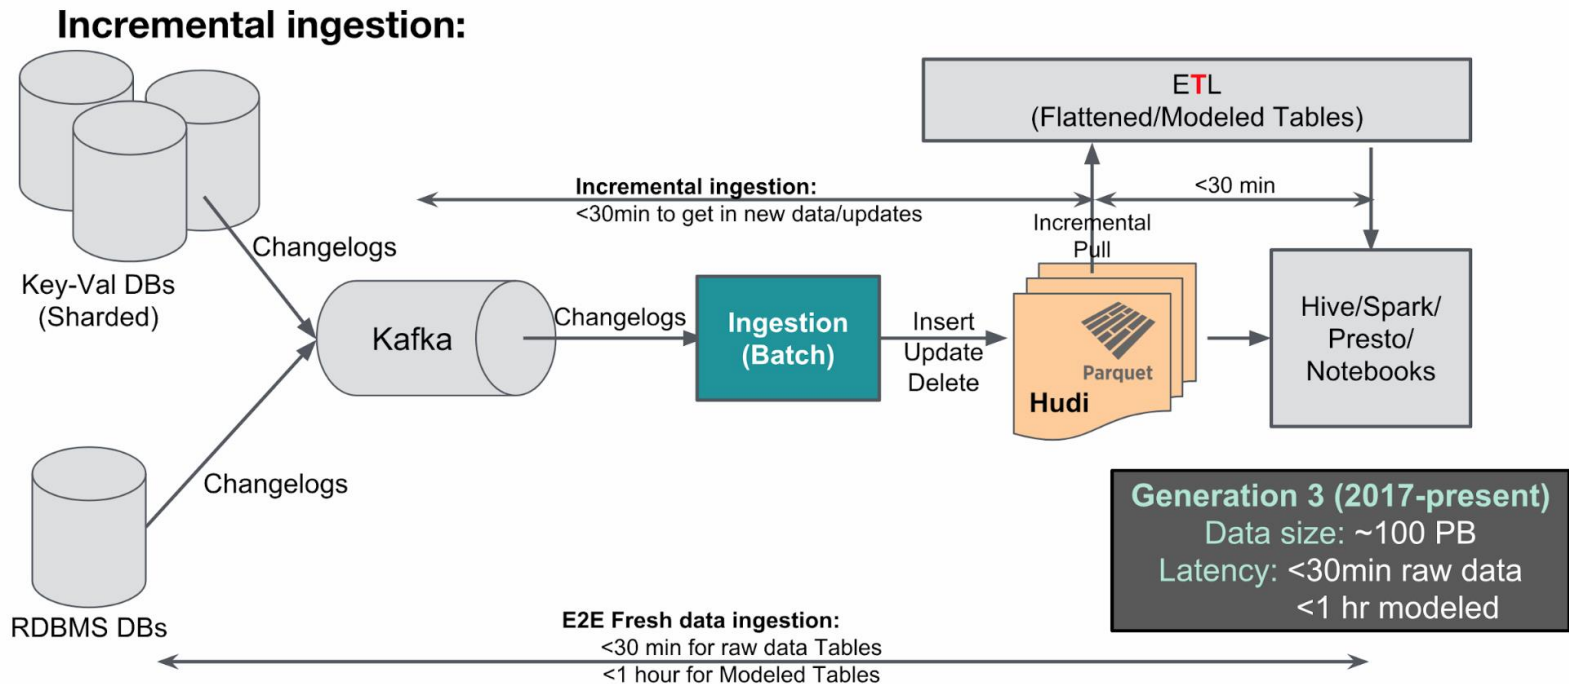 Incremental ingestion:
ETL
(Flattened/Modeled Tables)
Incremental ingestion:
<30min to get in new data/updates
<30 min
Incremental
Pull
Changelogs
Key-Val DBs
(Sharded)
Kafka
Changelogs
Ingestion
(Batch)
Insert
Update
Delete
Parquet
Hudi
Hive/Spark/
Presto/
Notebooks
Changelogs
RDBMS DBs
Generation 3 (2017-present)
Data size: ~100 PB
Latency: <30min raw data
<1 hr modeled
E2E Fresh data ingestion:
<30 min for raw data Tables
<1 hour for Modeled Tables